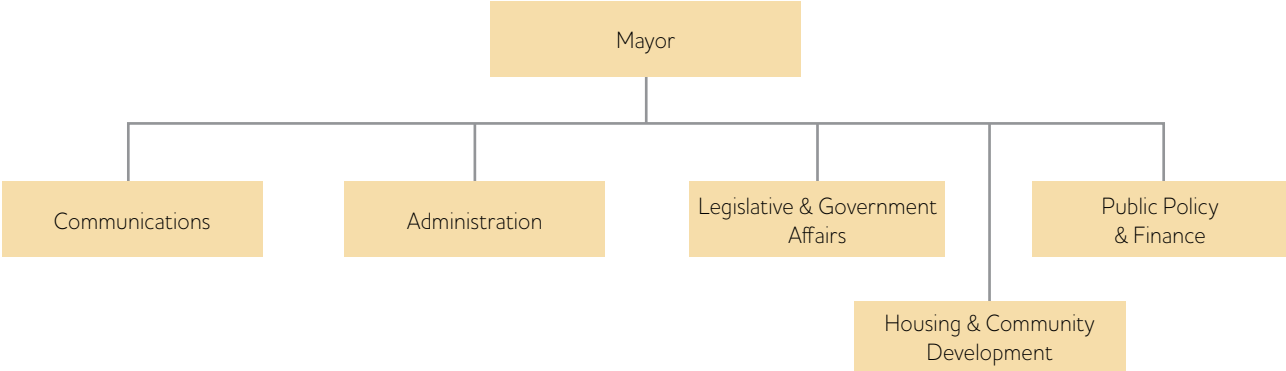 Mayor
Communications
Administration
Legislative & Government
Affairs
Public Policy
& Finance
Housing & Community
Development